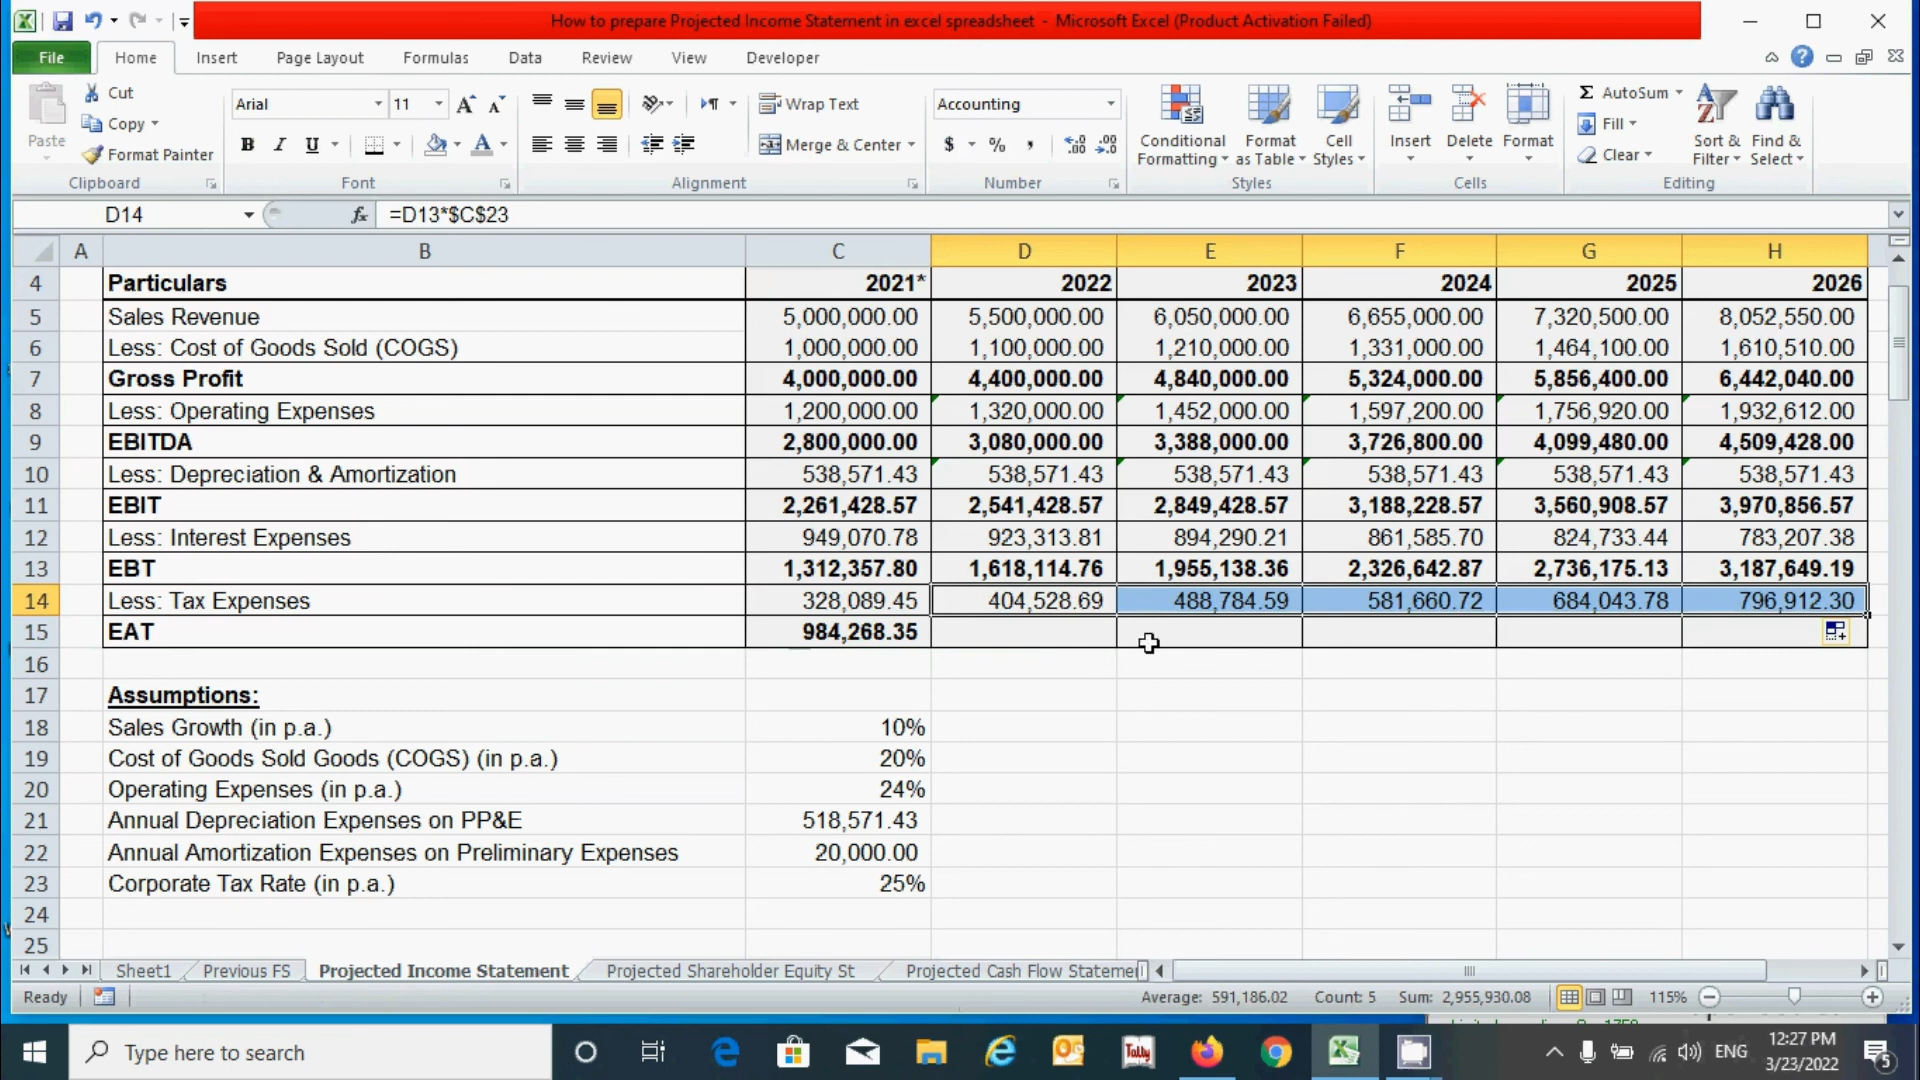 How to prepare Projected Income Statement in excel spreadsheet - Microsoft Excel (Product Activation Failed)
File Home Insert Page Layout Formulas Data Review View Developer
Paste
Cut
Copy
Format Painter
Clipboard
Arial 11
B I U
Font
Wrap Text
Merge & Center
Alignment
Accounting
$ % ,
Number
Conditional Formatting
Format as Table
Cell Styles
Styles
Insert Delete Format
Cells
AutoSum
Fill
Clear
Sort & Filter
Find & Select
Editing
D14 fx =D13*$C$23
A B C D E F G H
4 Particulars 2021* 2022 2023 2024 2025 2026
5 Sales Revenue 5,000,000.00 5,500,000.00 6,050,000.00 6,655,000.00 7,320,500.00 8,052,550.00
6 Less: Cost of Goods Sold (COGS) 1,000,000.00 1,100,000.00 1,210,000.00 1,331,000.00 1,464,100.00 1,610,510.00
7 Gross Profit 4,000,000.00 4,400,000.00 4,840,000.00 5,324,000.00 5,856,400.00 6,442,040.00
8 Less: Operating Expenses 1,200,000.00 1,320,000.00 1,452,000.00 1,597,200.00 1,756,920.00 1,932,612.00
9 EBITDA 2,800,000.00 3,080,000.00 3,388,000.00 3,726,800.00 4,099,480.00 4,509,428.00
10 Less: Depreciation & Amortization 538,571.43 538,571.43 538,571.43 538,571.43 538,571.43 538,571.43
11 EBIT 2,261,428.57 2,541,428.57 2,849,428.57 3,188,228.57 3,560,908.57 3,970,856.57
12 Less: Interest Expenses 949,070.78 923,313.81 894,290.21 861,585.70 824,733.44 783,207.38
13 EBT 1,312,357.80 1,618,114.76 1,955,138.36 2,326,642.87 2,736,175.13 3,187,649.19
14 Less: Tax Expenses 328,089.45 404,528.69 488,784.59 581,660.72 684,043.78 796,912.30
15 EAT 984,268.35
16
17 Assumptions:
18 Sales Growth (in p.a.) 10%
19 Cost of Goods Sold Goods (COGS) (in p.a.) 20%
20 Operating Expenses (in p.a.) 24%
21 Annual Depreciation Expenses on PP&E 518,571.43
22 Annual Amortization Expenses on Preliminary Expenses 20,000.00
23 Corporate Tax Rate (in p.a.) 25%
24
25
Sheet1 Previous FS Projected Income Statement Projected Shareholder Equity St Projected Cash Flow Statemen
Ready Average: 591,186.02 Count: 5 Sum: 2,955,930.08 115%
Type here to search
Tally
ENG
12:27 PM
3/23/2022
5